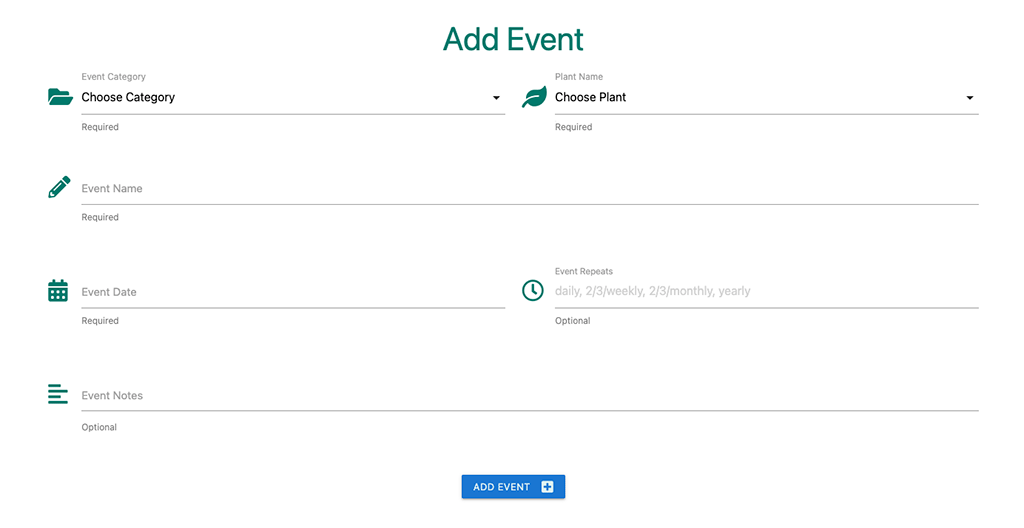 Add Event
Event Category
Plant Name
Choose Category
Choose Plant
Required
Required
Event Name
Required
Event Repeats
Event Date
daily, 2/3/weekly, 2/3/monthly, yearly
Required
Optional
Event Notes
Optional
ADD EVENT